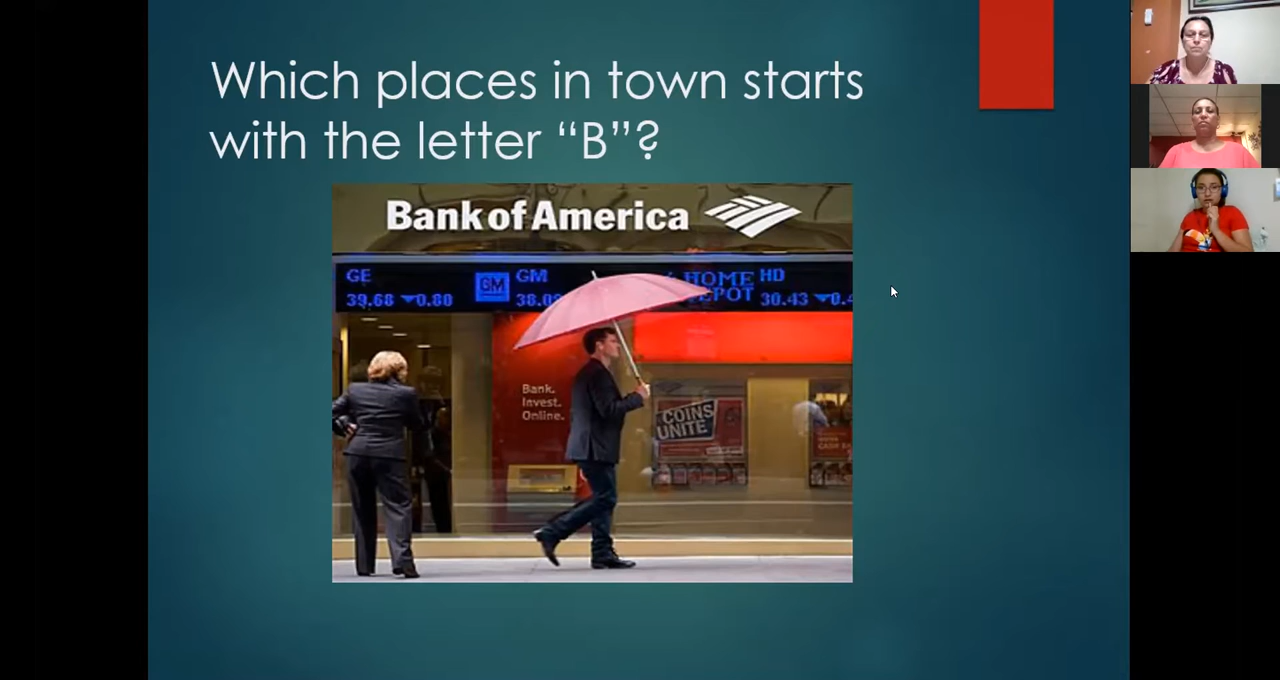 Which places in town starts
with the letter “B”?
Bank of America
GE
39.68 ▼0.80
GM
GM
38.0
HOME
EPOT
HD
30.43 ▼0.4
Bank.
Invest.
Online.
COINS
UNITE